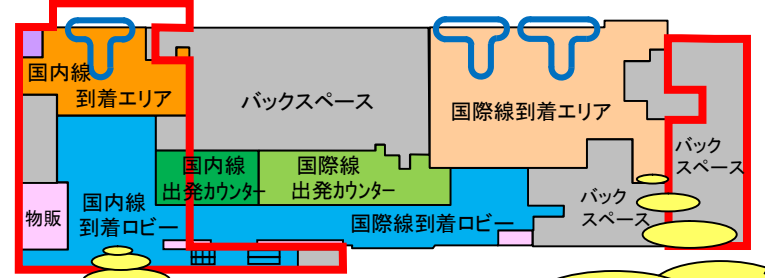 国内線
到着エリア
バックスペース
国際線到着エリア
バック
スペース
国内線
出発カウンター
国際線
出発カウンター
物販
国内線
到着ロビー
国際線到着ロビー
バック
スペース